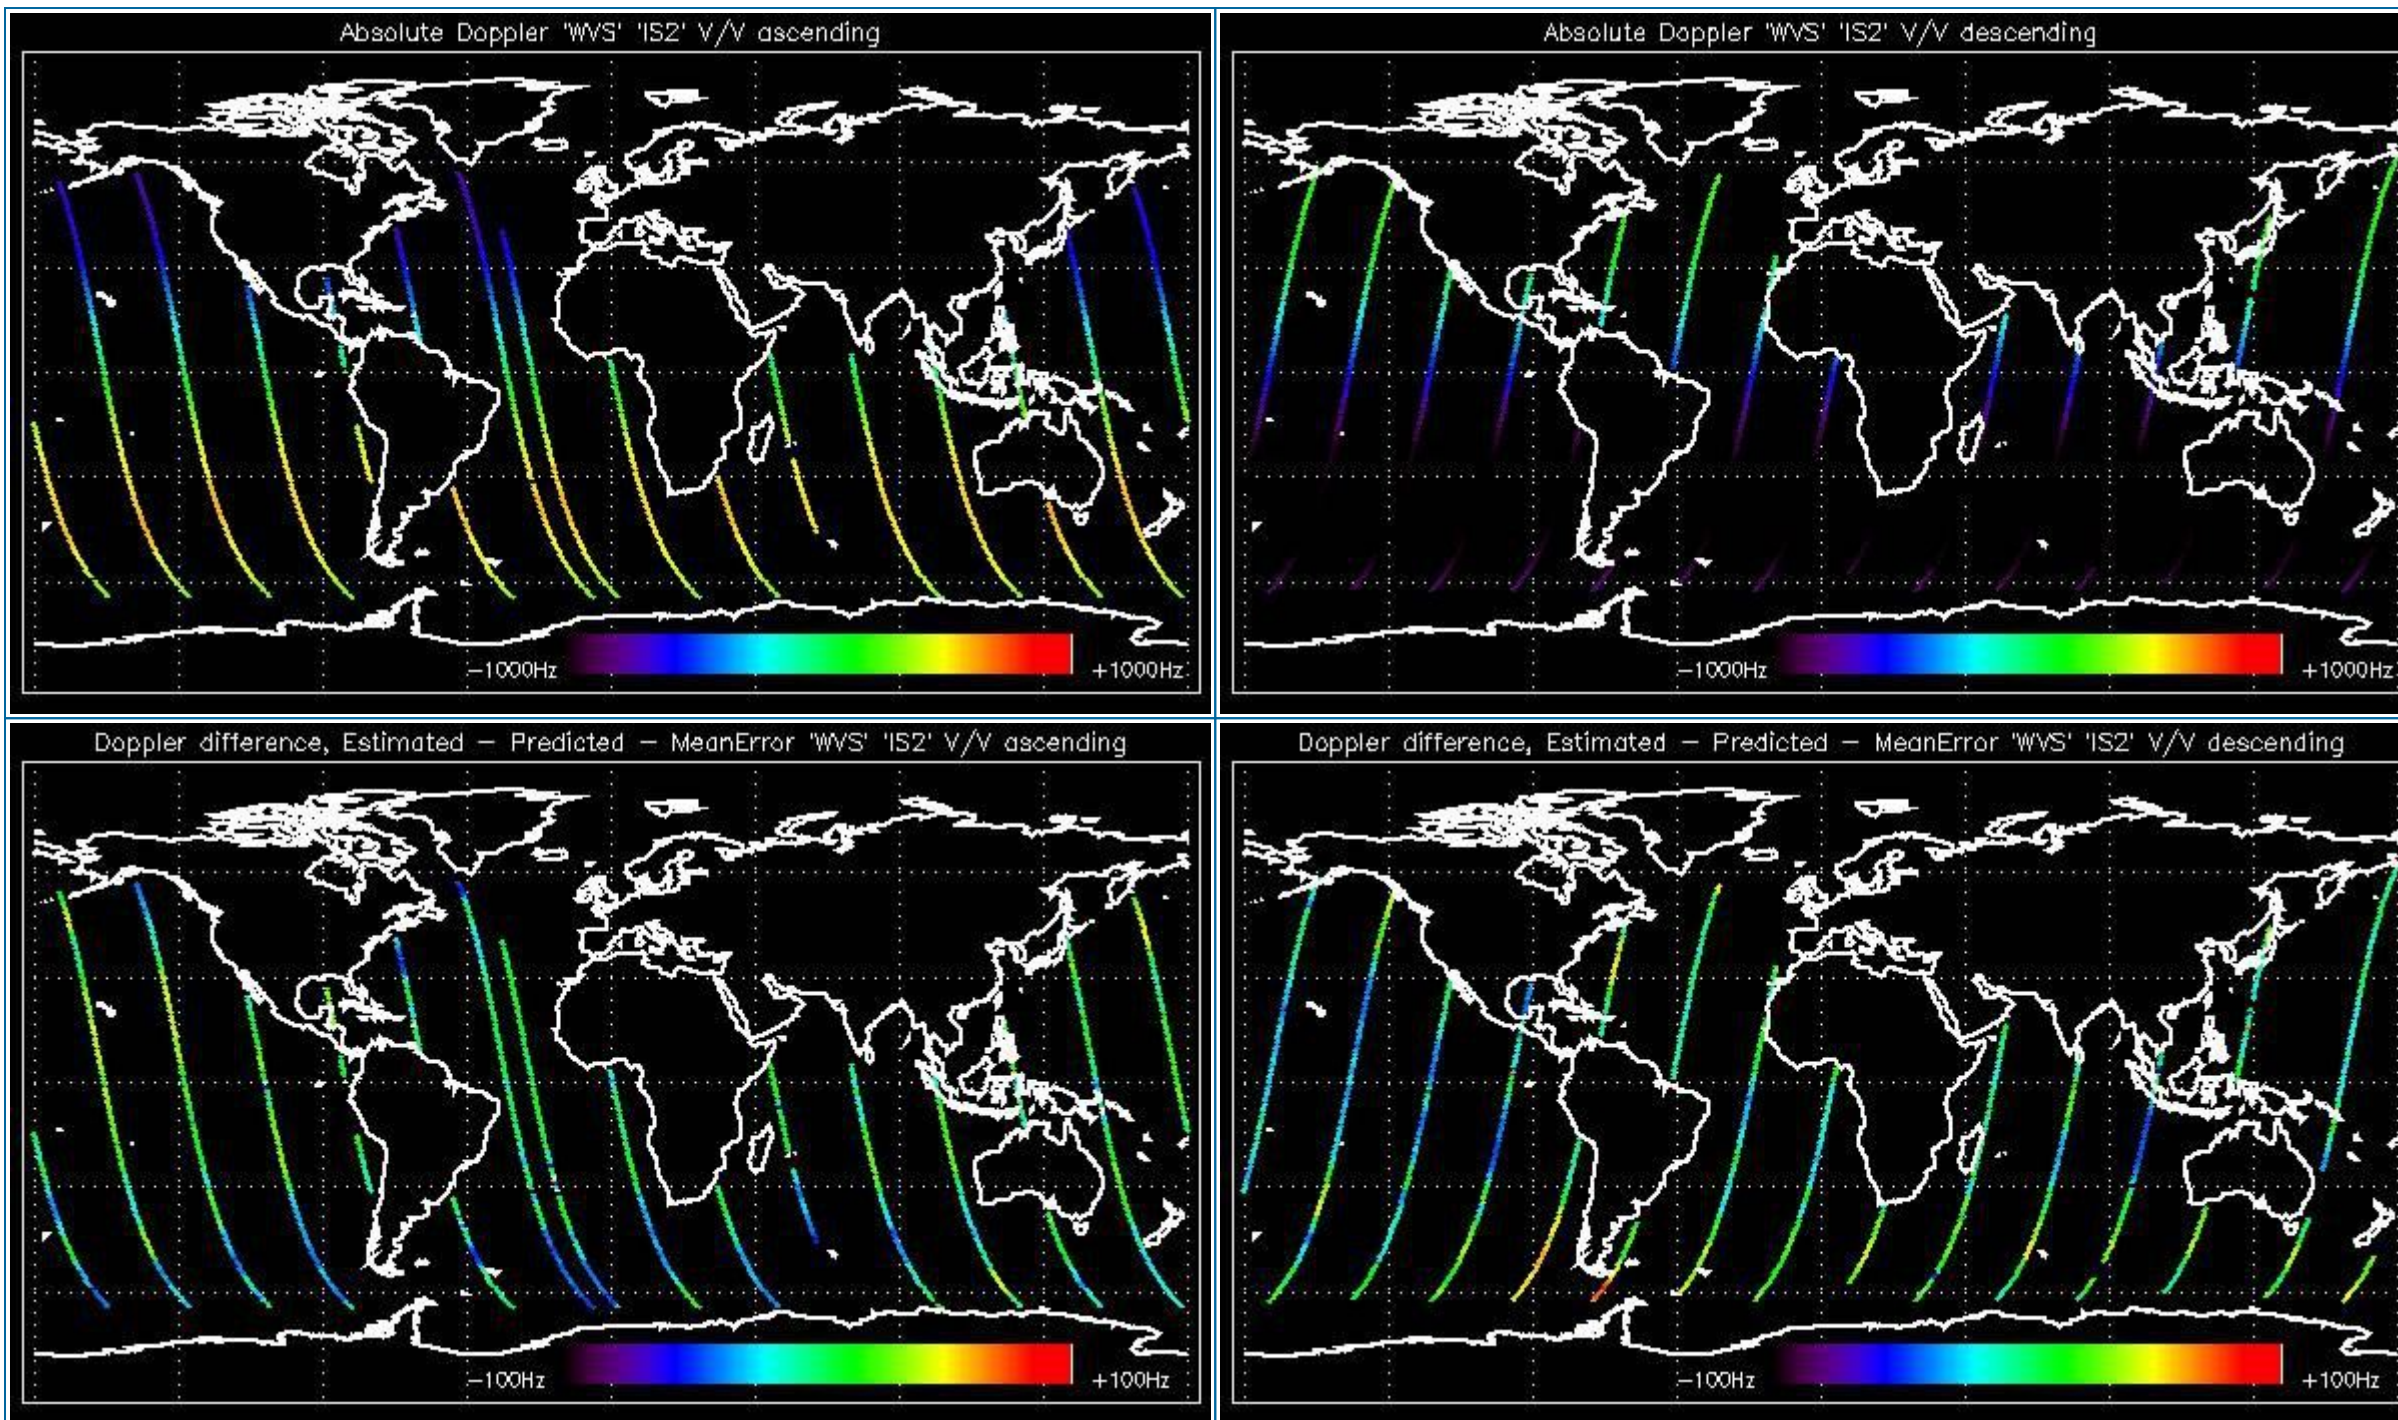 Absolute Doppler 'WVS' 'IS2' V/V ascending
-1000Hz +1000Hz
Absolute Doppler 'WVS' 'IS2' V/V descending
-1000Hz +1000Hz
Doppler difference, Estimated - Predicted - MeanError 'WVS' 'IS2' V/V ascending
-100Hz +100Hz
Doppler difference, Estimated - Predicted - MeanError 'WVS' 'IS2' V/V descending
-100Hz +100Hz